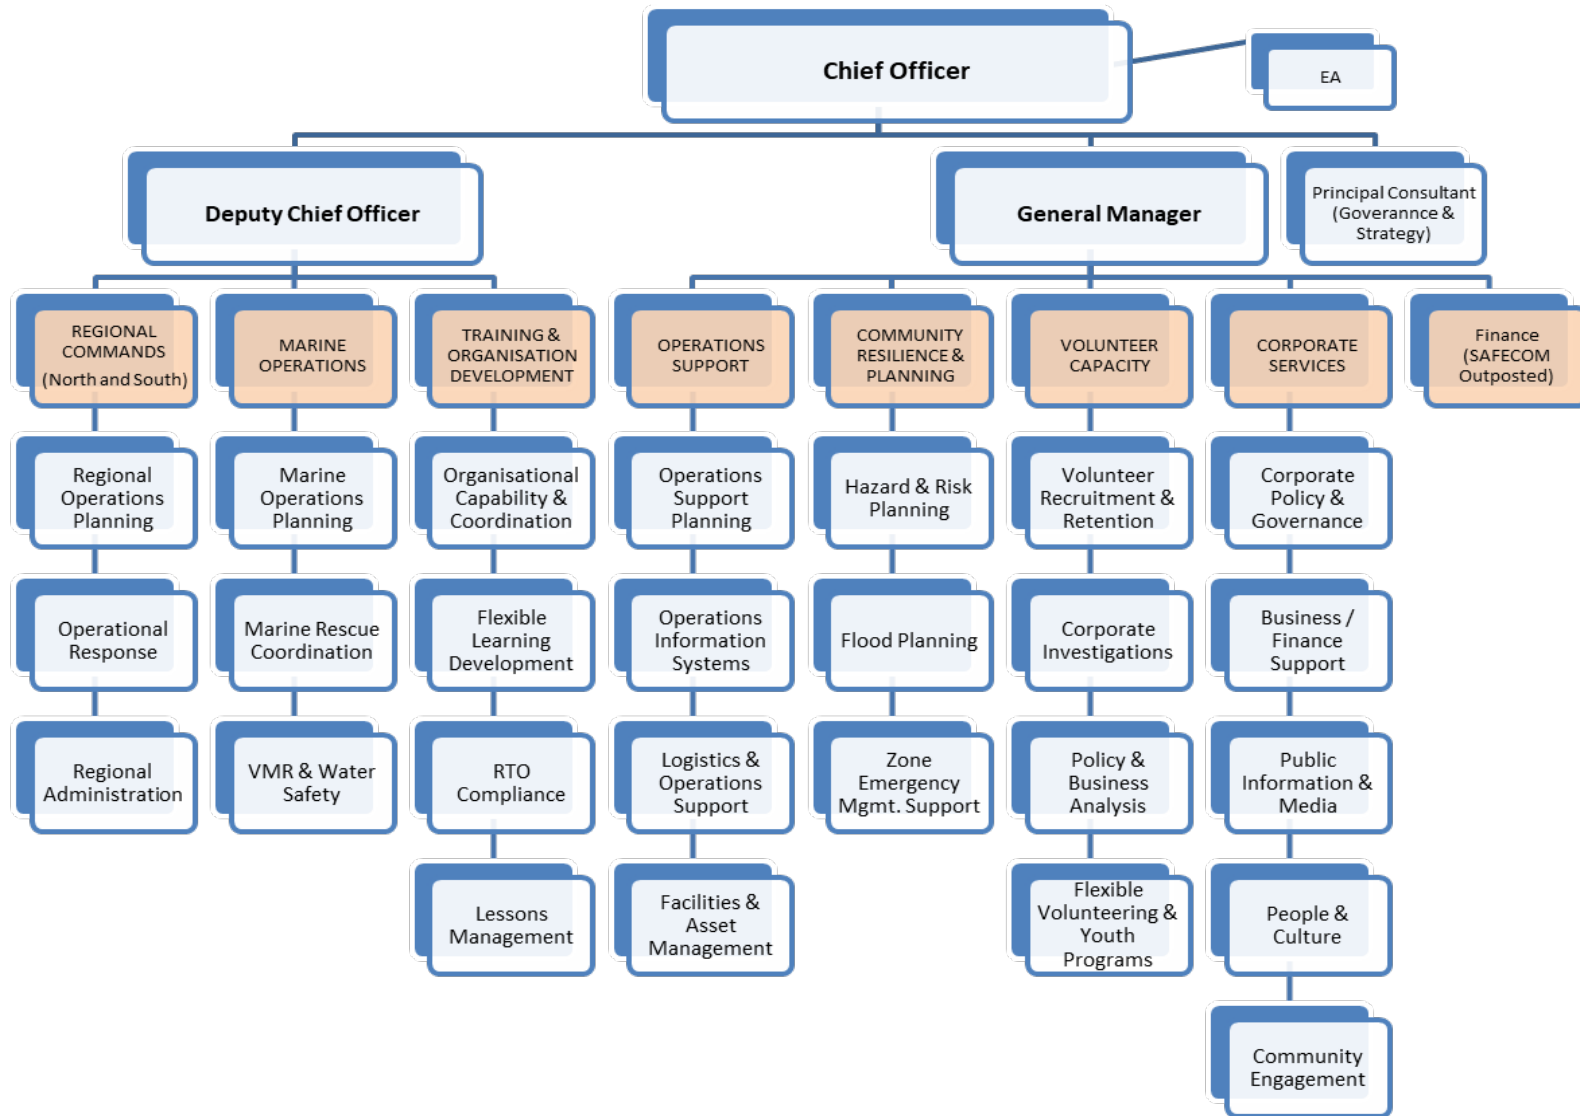 Chief Officer
EA
Deputy Chief Officer
General Manager
Principal Consultant
(Goverannce &
Strategy)
REGIONAL
COMMANDS
(North and South)
MARINE
OPERATIONS
TRAINING &
ORGANISATION
DEVELOPMENT
OPERATIONS
SUPPORT
COMMUNITY
RESILIENCE &
PLANNING
VOLUNTEER
CAPACITY
CORPORATE
SERVICES
Finance
(SAFECOM
Outposted)
Regional
Operations
Planning
Marine
Operations
Planning
Organisational
Capability &
Coordination
Operations
Support
Planning
Hazard & Risk
Planning
Volunteer
Recruitment &
Retention
Corporate
Policy &
Governance
Operational
Response
Marine Rescue
Coordination
Flexible
Learning
Development
Operations
Information
Systems
Flood Planning
Corporate
Investigations
Business /
Finance
Support
Regional
Administration
VMR & Water
Safety
RTO
Compliance
Logistics &
Operations
Support
Zone
Emergency
Mgmt. Support
Policy &
Business
Analysis
Public
Information &
Media
Lessons
Management
Facilities &
Asset
Management
Flexible
Volunteering &
Youth
Programs
People &
Culture
Community
Engagement